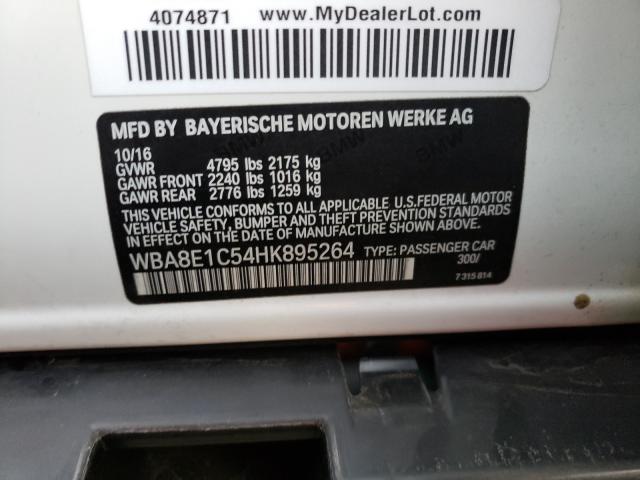 4074871 www.MyDealerLot.com
MFD BY BAYERISCHE MOTOREN WERKE AG
10/16
GVWR 4795 lbs 2175 kg
GAWR FRONT 2240 lbs 1016 kg
GAWR REAR 2776 lbs 1259 kg
THIS VEHICLE CONFORMS TO ALL APPLICABLE U.S.FEDERAL MOTOR
VEHICLE SAFETY, BUMPER AND THEFT PREVENTION STANDARDS
IN EFFECT ON THE DATE OF MANUFACTURE SHOWN ABOVE.
WBA8E1C54HK895264 TYPE: PASSENGER CAR
300/
7 315 814